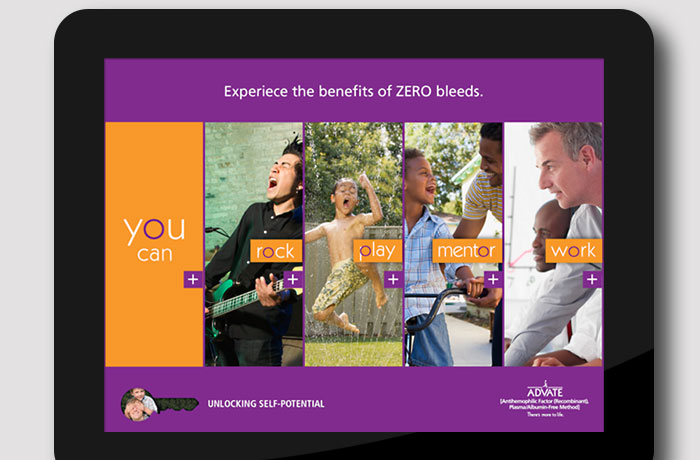 Experiece the benefits of ZERO bleeds.
you
can
rock
play
mentor
work
UNLOCKING SELF-POTENTIAL
ADVATE
[Antihemophilic Factor (Recombinant),
Plasma/Albumin-Free Method]
There's more to life.